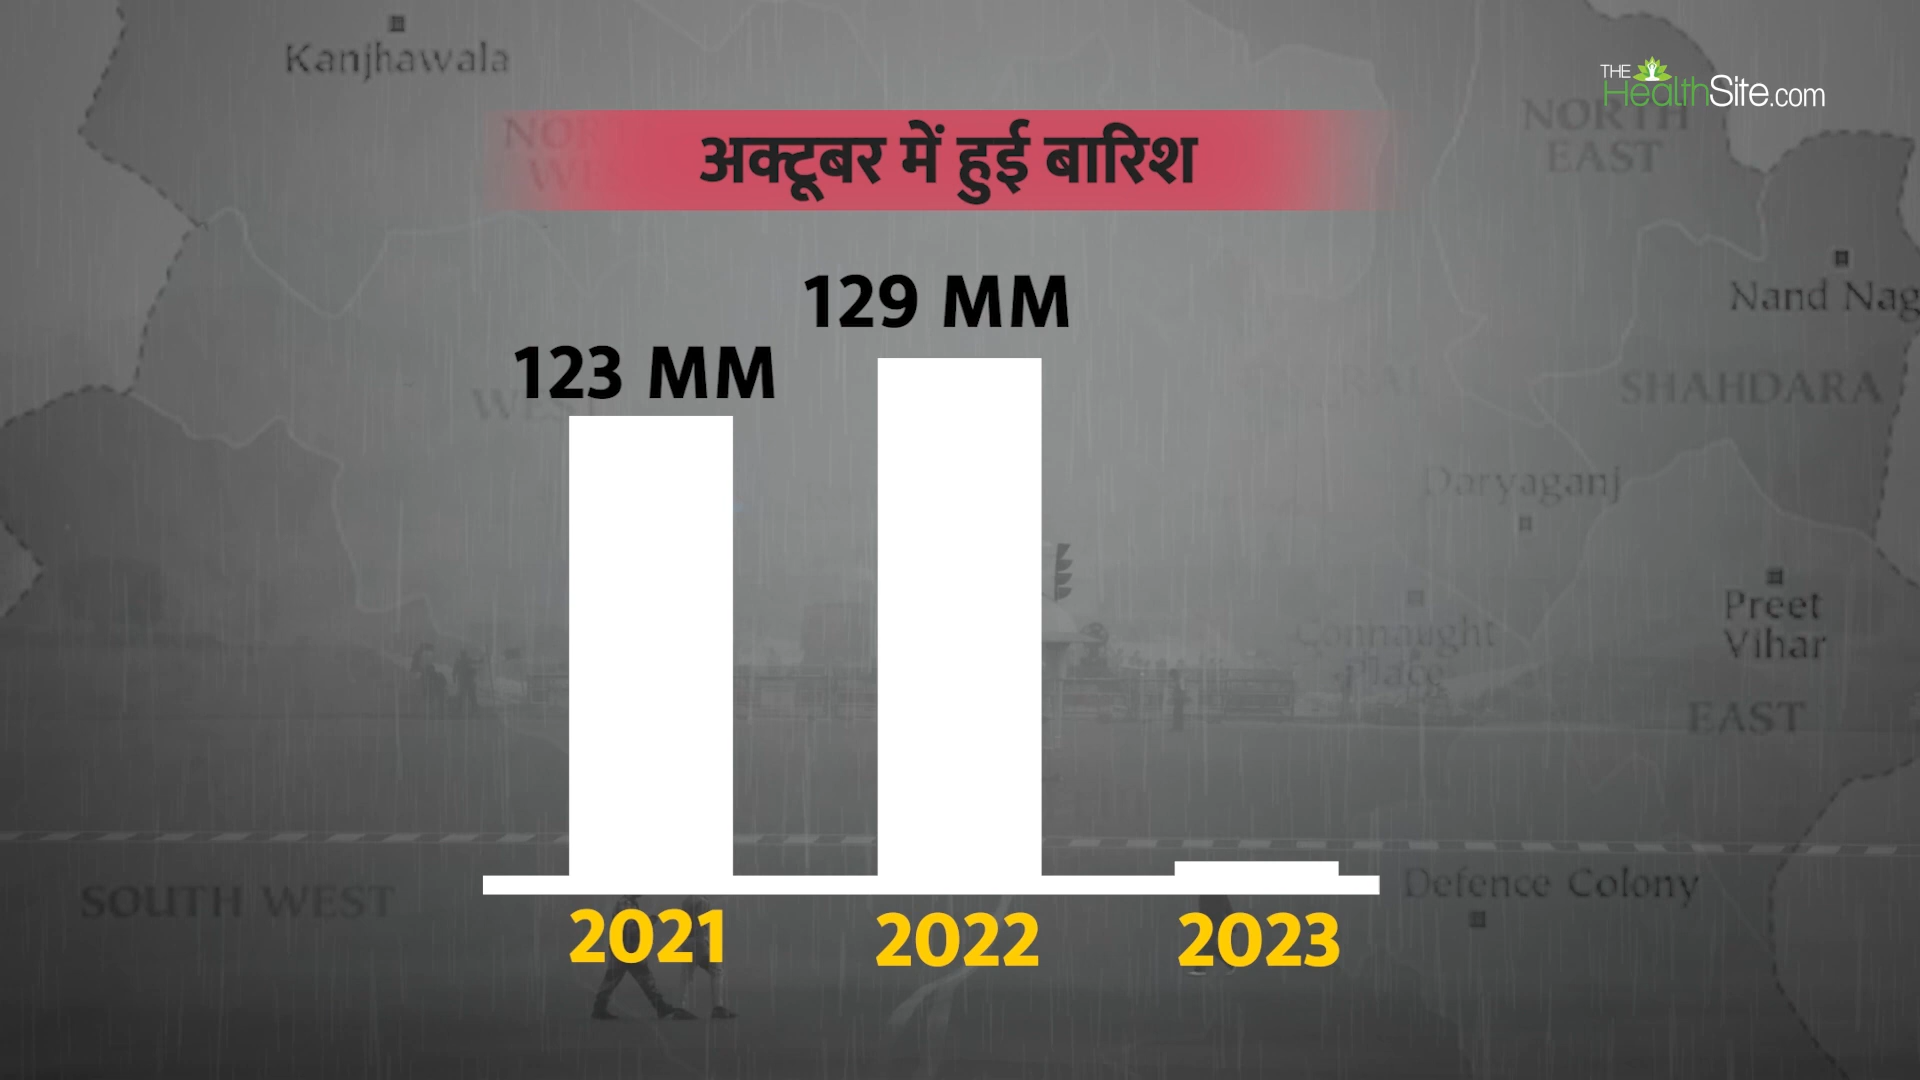 Kanjhawala
THE
HealthSite.com
NORTH
EAST
अक्टूबर में हुई बारिश
129 MM
Nand Nag
123 MM
SHAHDARA
WEST
Daryaganj
Preet
Vihar
Connaught
Place
EAST
Defence Colony
SOUTH WEST
2021
2022
2023